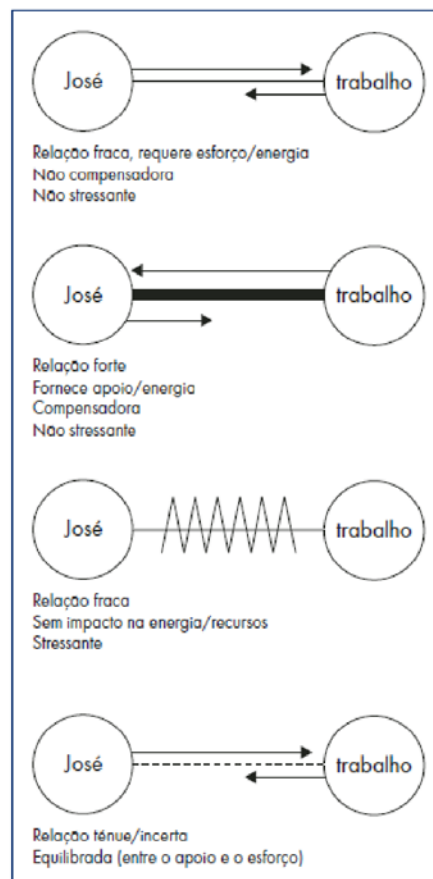 José
trabalho
Relação fraca, requere esforço/energia
Não compensadora
Não stressante
José
trabalho
Relação forte
Fornece apoio/energia
Compensadora
Não stressante
José
trabalho
Relação fraca
Sem impacto na energia/recursos
Stressante
José
trabalho
Relação ténue/incerta
Equilibrada (entre o apoio e o esforço)